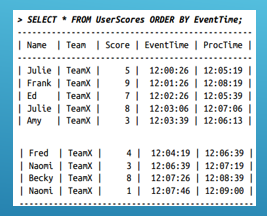 > SELECT * FROM UserScores ORDER BY EventTime;
------------------------------------------------
| Name | Team | Score | EventTime | ProcTime |
------------------------------------------------
| Julie | TeamX | 5 | 12:00:26 | 12:05:19 |
| Frank | TeamX | 9 | 12:01:26 | 12:08:19 |
| Ed | TeamX | 7 | 12:02:26 | 12:05:39 |
| Julie | TeamX | 8 | 12:03:06 | 12:07:06 |
| Amy | TeamX | 3 | 12:03:39 | 12:06:13 |
| Fred | TeamX | 4 | 12:04:19 | 12:06:39 |
| Naomi | TeamX | 3 | 12:06:39 | 12:07:19 |
| Becky | TeamX | 8 | 12:07:26 | 12:08:39 |
| Naomi | TeamX | 1 | 12:07:46 | 12:09:00 |
------------------------------------------------